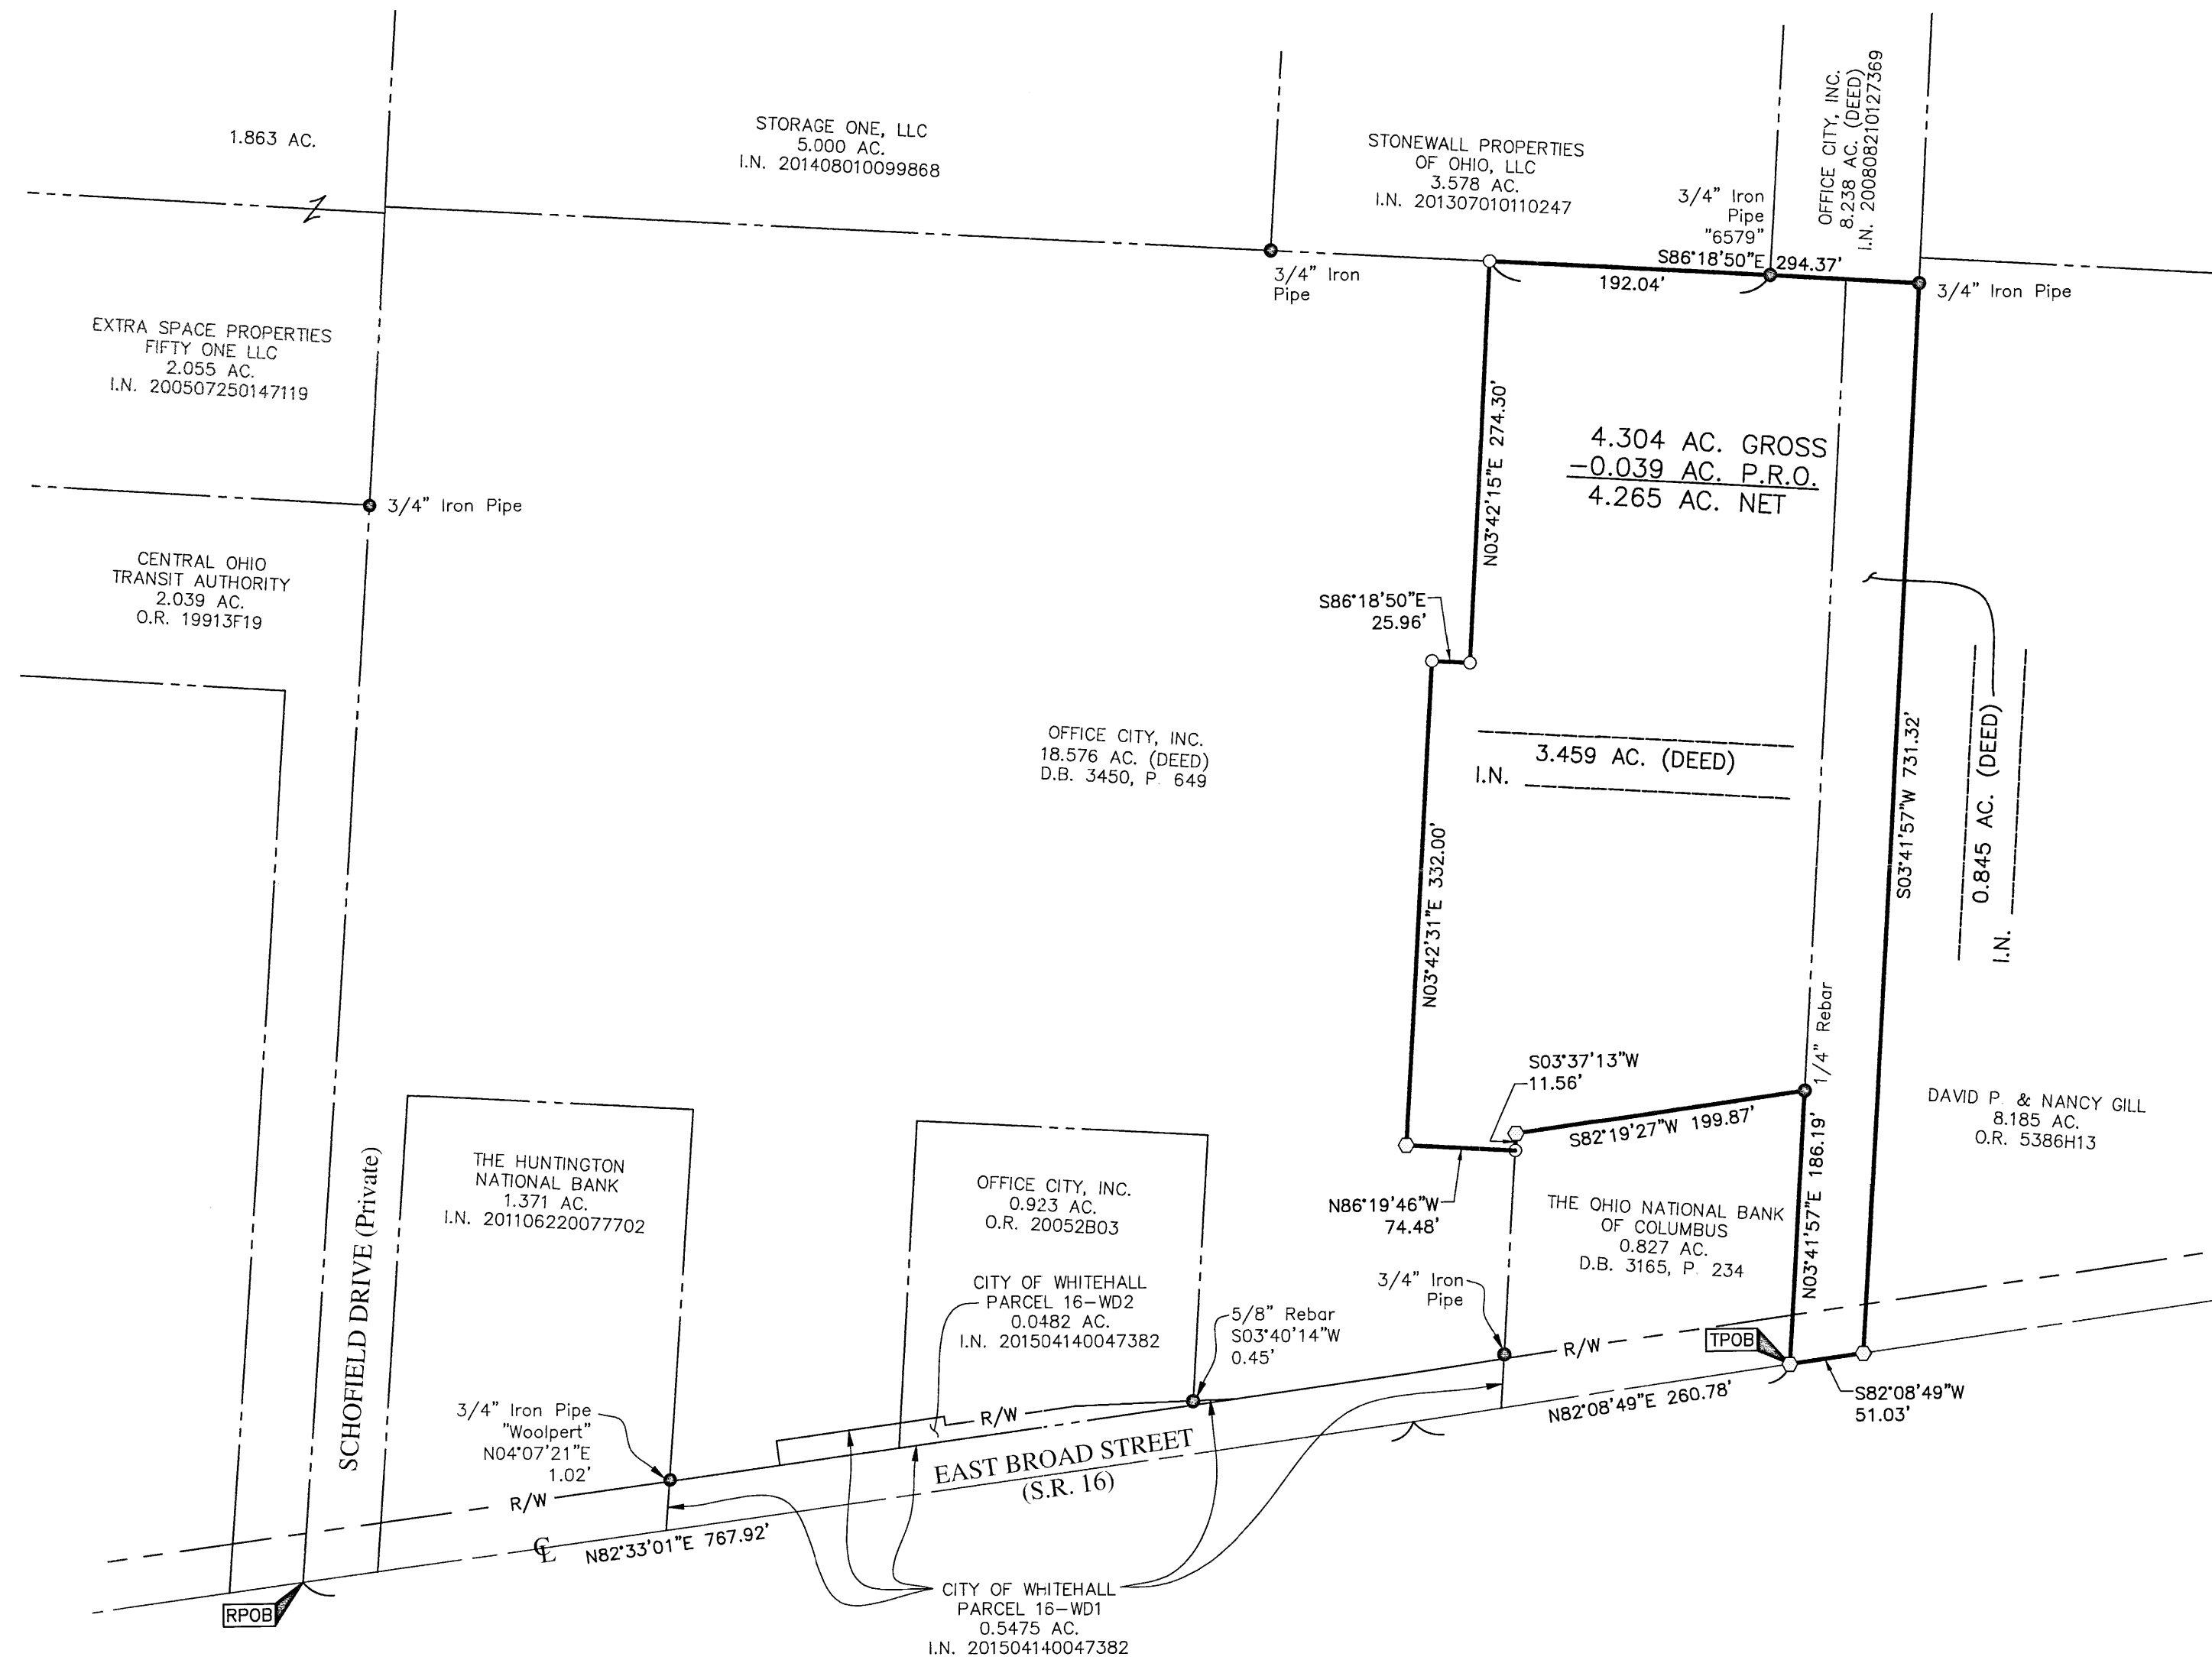 1.863 AC.
STORAGE ONE, LLC
5.000 AC.
I.N. 201408010099868
STONEWALL PROPERTIES
OF OHIO, LLC
3.578 AC.
I.N. 201307010110247
3/4" Iron
Pipe
"6579"
OFFICE CITY, INC.
8.238 AC. (DEED)
I.N. 200808210127369
S86°18'50"E 294.37'
192.04'
3/4" Iron
Pipe
3/4" Iron Pipe
EXTRA SPACE PROPERTIES
FIFTY ONE LLC
2.055 AC.
I.N. 200507250147119
N03°42'15"E 274.30'
4.304 AC. GROSS
-0.039 AC. P.R.O.
4.265 AC. NET
3/4" Iron Pipe
CENTRAL OHIO
TRANSIT AUTHORITY
2.039 AC.
O.R. 19913F19
S86°18'50"E
25.96'
OFFICE CITY, INC.
18.576 AC. (DEED)
D.B. 3450, P. 649
3.459 AC. (DEED)
I.N.
S03°41'57"W 731.32'
0.845 AC. (DEED)
I.N.
N03°42'31"E 332.00'
1/4" Rebar
S03°37'13"W
11.56'
S82°19'27"W 199.87'
DAVID P. & NANCY GILL
8.185 AC.
O.R. 5386H13
SCHOFIELD DRIVE (Private)
THE HUNTINGTON
NATIONAL BANK
1.371 AC.
I.N. 201106220077702
OFFICE CITY, INC.
0.923 AC.
O.R. 20052B03
N86°19'46"W
74.48'
THE OHIO NATIONAL BANK
OF COLUMBUS
0.827 AC.
D.B. 3165, P. 234
N03°41'57"E 186.19'
CITY OF WHITEHALL
PARCEL 16-WD2
0.0482 AC.
I.N. 201504140047382
5/8" Rebar
S03°40'14"W
0.45'
3/4" Iron
Pipe
R/W
TPOB
S82°08'49"W
51.03'
N82°08'49"E 260.78'
3/4" Iron Pipe
"Woolpert"
N04°07'21"E
1.02'
R/W
R/W
EAST BROAD STREET
(S.R. 16)
CL
N82°33'01"E 767.92'
RPOB
CITY OF WHITEHALL
PARCEL 16-WD1
0.5475 AC.
I.N. 201504140047382